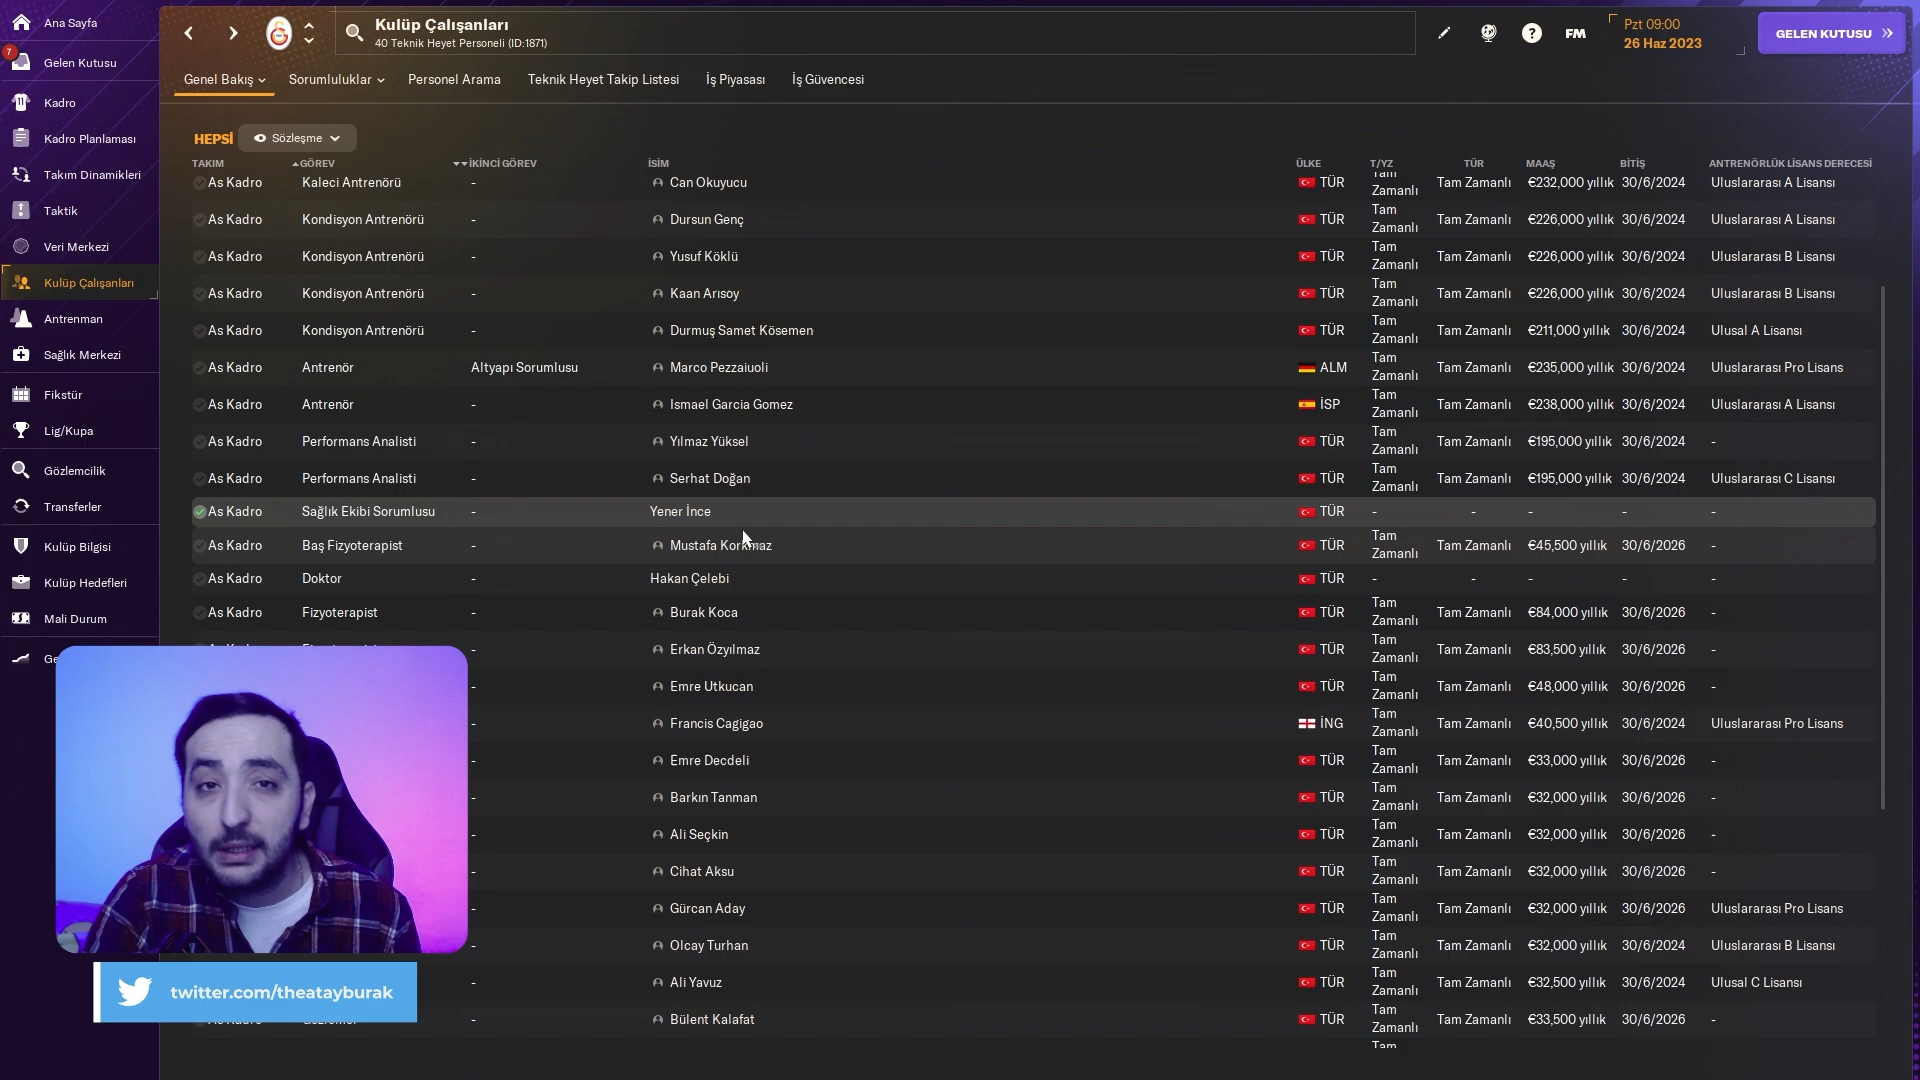 Ana Sayfa
7
Gelen Kutusu
Kadro
Kadro Planlaması
Takım Dinamikleri
Taktik
Veri Merkezi
Kulüp Çalışanları
Antrenman
Sağlık Merkezi
Fikstür
Lig/Kupa
Gözlemcilik
Transferler
Kulüp Bilgisi
Kulüp Hedefleri
Mali Durum
Kulüp Çalışanları
40 Teknik Heyet Personeli (ID:1871)
FM
Pzt 09:00
26 Haz 2023
GELEN KUTUSU
Genel Bakış Sorumluluklar Personel Arama Teknik Heyet Takip Listesi İş Piyasası İş Güvencesi
HEPSİ Sözleşme
TAKIM GÖREV İKİNCİ GÖREV İSİM ÜLKE T/YZ TÜR MAAŞ BİTİŞ ANTRENÖRLÜK LİSANS DERECESİ
As Kadro Kaleci Antrenörü - Can Okuyucu TÜR Tam Zamanlı Tam Zamanlı €232,000 yıllık 30/6/2024 Uluslararası A Lisansı
As Kadro Kondisyon Antrenörü - Dursun Genç TÜR Tam Zamanlı Tam Zamanlı €226,000 yıllık 30/6/2024 Uluslararası A Lisansı
As Kadro Kondisyon Antrenörü - Yusuf Köklü TÜR Tam Zamanlı Tam Zamanlı €226,000 yıllık 30/6/2024 Uluslararası B Lisansı
As Kadro Kondisyon Antrenörü - Kaan Arısoy TÜR Tam Zamanlı Tam Zamanlı €226,000 yıllık 30/6/2024 Uluslararası B Lisansı
As Kadro Kondisyon Antrenörü - Durmuş Samet Kösemen TÜR Tam Zamanlı Tam Zamanlı €211,000 yıllık 30/6/2024 Ulusal A Lisansı
As Kadro Antrenör Altyapı Sorumlusu Marco Pezzaiuoli ALM Tam Zamanlı Tam Zamanlı €235,000 yıllık 30/6/2024 Uluslararası Pro Lisans
As Kadro Antrenör - Ismael Garcia Gomez İSP Tam Zamanlı Tam Zamanlı €238,000 yıllık 30/6/2024 Uluslararası A Lisansı
As Kadro Performans Analisti - Yılmaz Yüksel TÜR Tam Zamanlı Tam Zamanlı €195,000 yıllık 30/6/2024 -
As Kadro Performans Analisti - Serhat Doğan TÜR Tam Zamanlı Tam Zamanlı €195,000 yıllık 30/6/2024 Uluslararası C Lisansı
As Kadro Sağlık Ekibi Sorumlusu - Yener İnce TÜR - - - - -
As Kadro Baş Fizyoterapist - Mustafa Korkmaz TÜR Tam Zamanlı Tam Zamanlı €45,500 yıllık 30/6/2026 -
As Kadro Doktor - Hakan Çelebi TÜR - - - - -
As Kadro Fizyoterapist - Burak Koca TÜR Tam Zamanlı Tam Zamanlı €84,000 yıllık 30/6/2026 -
- Erkan Özyılmaz TÜR Tam Zamanlı Tam Zamanlı €83,500 yıllık 30/6/2026 -
- Emre Utkucan TÜR Tam Zamanlı Tam Zamanlı €48,000 yıllık 30/6/2026 -
- Francis Cagigao İNG Tam Zamanlı Tam Zamanlı €40,500 yıllık 30/6/2024 Uluslararası Pro Lisans
- Emre Decdeli TÜR Tam Zamanlı Tam Zamanlı €33,000 yıllık 30/6/2026 -
- Barkın Tanman TÜR Tam Zamanlı Tam Zamanlı €32,000 yıllık 30/6/2026 -
- Ali Seçkin TÜR Tam Zamanlı Tam Zamanlı €32,000 yıllık 30/6/2026 -
- Cihat Aksu TÜR Tam Zamanlı Tam Zamanlı €32,000 yıllık 30/6/2026 -
- Gürcan Aday TÜR Tam Zamanlı Tam Zamanlı €32,000 yıllık 30/6/2026 Uluslararası Pro Lisans
- Olcay Turhan TÜR Tam Zamanlı Tam Zamanlı €32,000 yıllık 30/6/2024 Uluslararası B Lisansı
- Ali Yavuz TÜR Tam Zamanlı Tam Zamanlı €32,500 yıllık 30/6/2024 Ulusal C Lisansı
- Bülent Kalafat TÜR Tam Zamanlı Tam Zamanlı €33,500 yıllık 30/6/2026 -
Tam
twitter.com/theatayburak